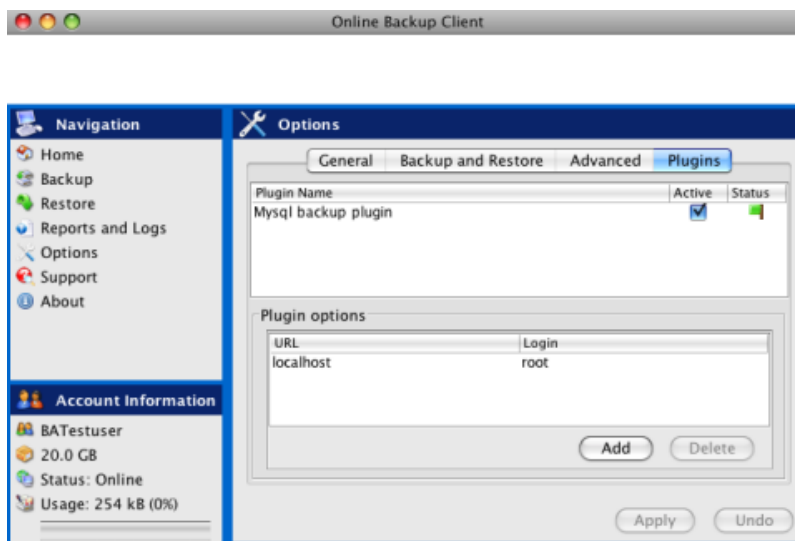 Online Backup Client
Navigation
Home
Backup
Restore
Reports and Logs
Options
Support
About
Account Information
BATestuser
20.0 GB
Status: Online
Usage: 254 kB (0%)
Options
General Backup and Restore Advanced Plugins
Plugin Name Active Status
Mysql backup plugin
Plugin options
URL Login
localhost root
Add Delete
Apply Undo